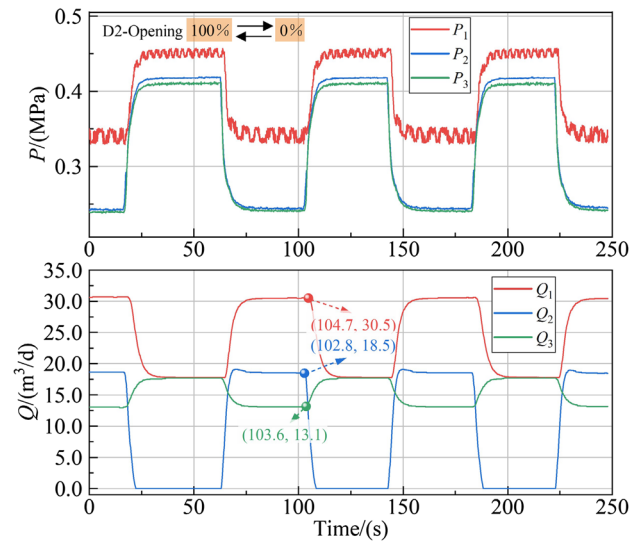 D2-Opening 100% 0%
P₁
P₂
P₃
0.5
0.4
0.3
P/(MPa)
0 50 100 150 200 250
35.0
30.0
25.0
20.0
15.0
10.0
5.0
0.0
Q/(m³/d)
Q₁
Q₂
Q₃
(104.7, 30.5)
(102.8, 18.5)
(103.6, 13.1)
0 50 100 150 200 250
Time/(s)